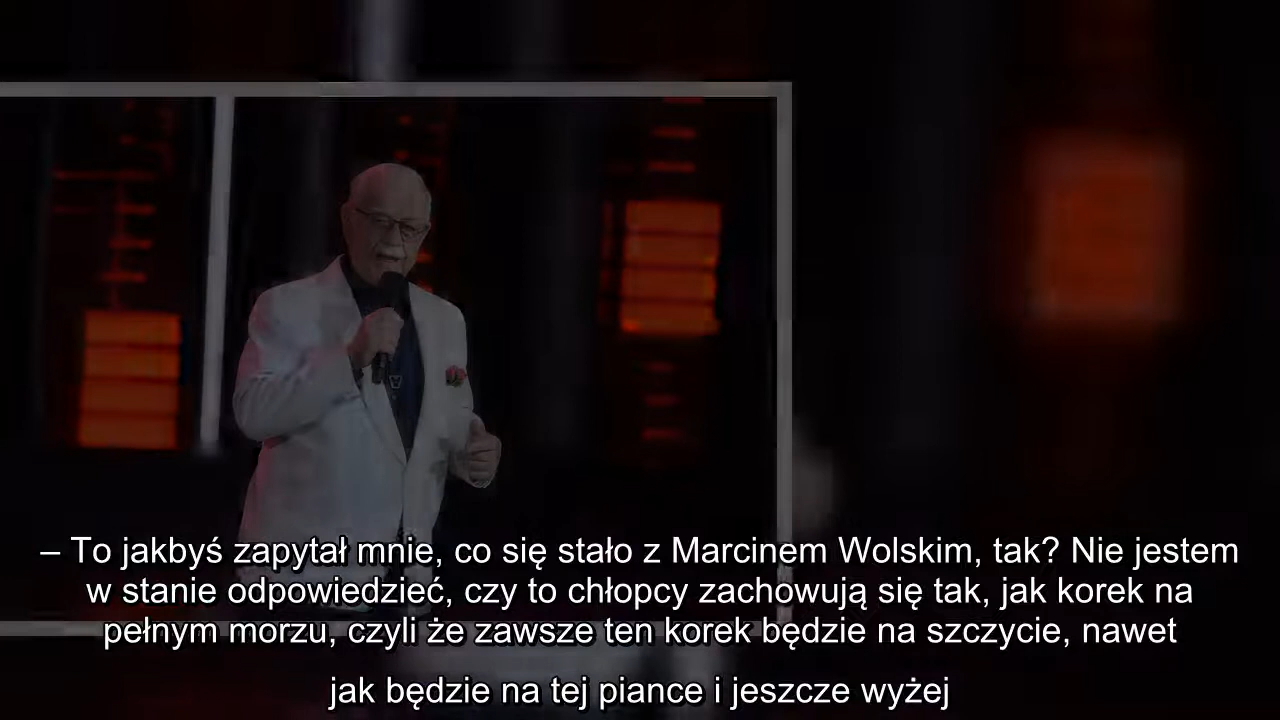 – To jakbyś zapytał mnie, co się stało z Marcinem Wolskim, tak? Nie jestem
w stanie odpowiedzieć, czy to chłopcy zachowują się tak, jak korek na
pełnym morzu, czyli że zawsze ten korek będzie na szczycie, nawet
jak będzie na tej piance i jeszcze wyżej